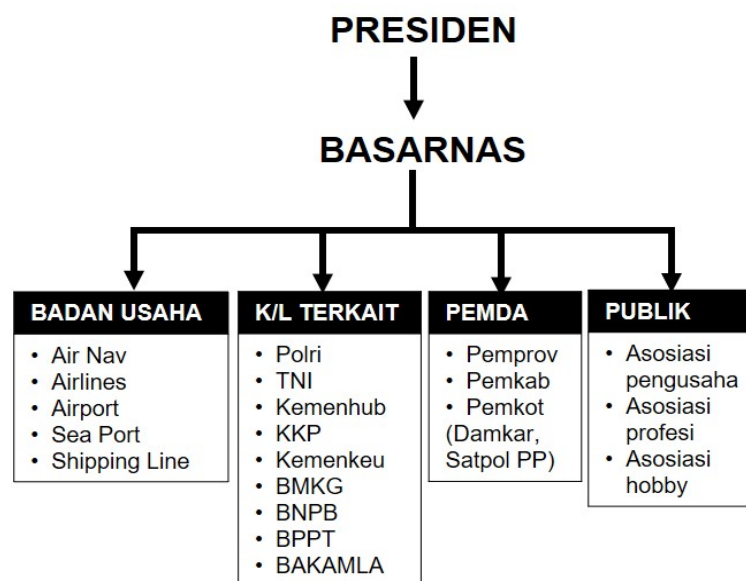 PRESIDEN
BASARNAS
BADAN USAHA
• Air Nav
• Airlines
• Airport
• Sea Port
• Shipping Line
K/L TERKAIT
• Polri
• TNI
• Kemenhub
• KKP
• Kemenkeu
• BMKG
• BNPB
• BPPT
• BAKAMLA
PEMDA
• Pemprov
• Pemkab
• Pemkot
(Damkar,
Satpol PP)
PUBLIK
• Asosiasi
pengusaha
• Asosiasi
profesi
• Asosiasi
hobby